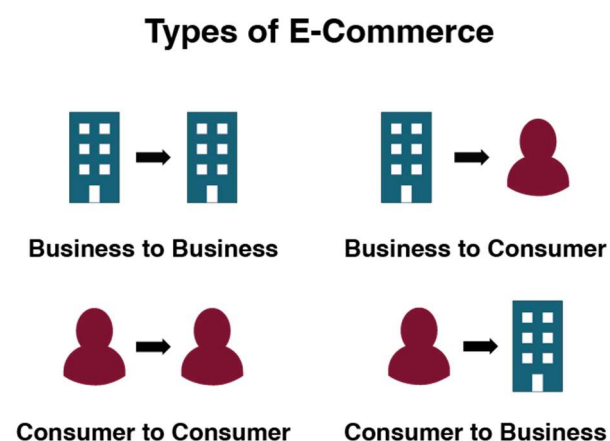 Types of E-Commerce
Business to Business
Business to Consumer
Consumer to Consumer
Consumer to Business